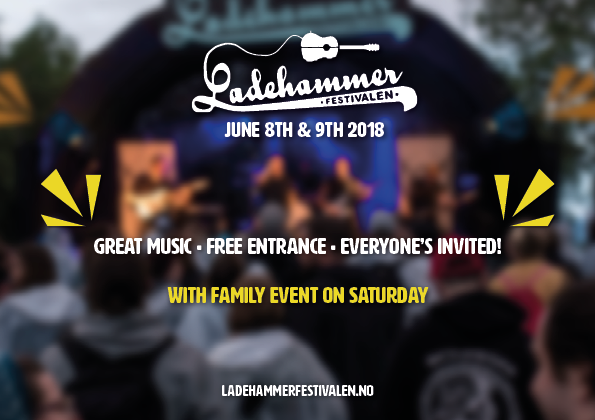 Ladehammer
Ladehammer
·FESTIVALEN·
JUNE 8TH & 9TH 2018
GREAT MUSIC · FREE ENTRANCE · EVERYONE'S INVITED!
WITH FAMILY EVENT ON SATURDAY
LADEHAMMERFESTIVALEN.NO